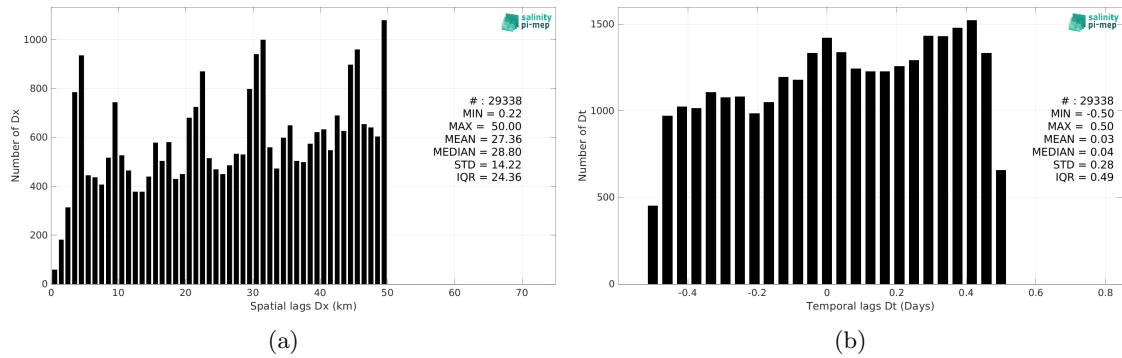 salinity
pi-mep
1000
800
600
400
200
0
Number of Dx
# : 29338
MIN = 0.22
MAX = 50.00
MEAN = 27.36
MEDIAN = 28.80
STD = 14.22
IQR = 24.36
0 10 20 30 40 50 60 70
Spatial lags Dx (km)
(a)
salinity
pi-mep
1500
1000
500
0
Number of Dt
# : 29338
MIN = -0.50
MAX = 0.50
MEAN = 0.03
MEDIAN = 0.04
STD = 0.28
IQR = 0.49
-0.4 -0.2 0 0.2 0.4 0.6 0.8
Temporal lags Dt (Days)
(b)